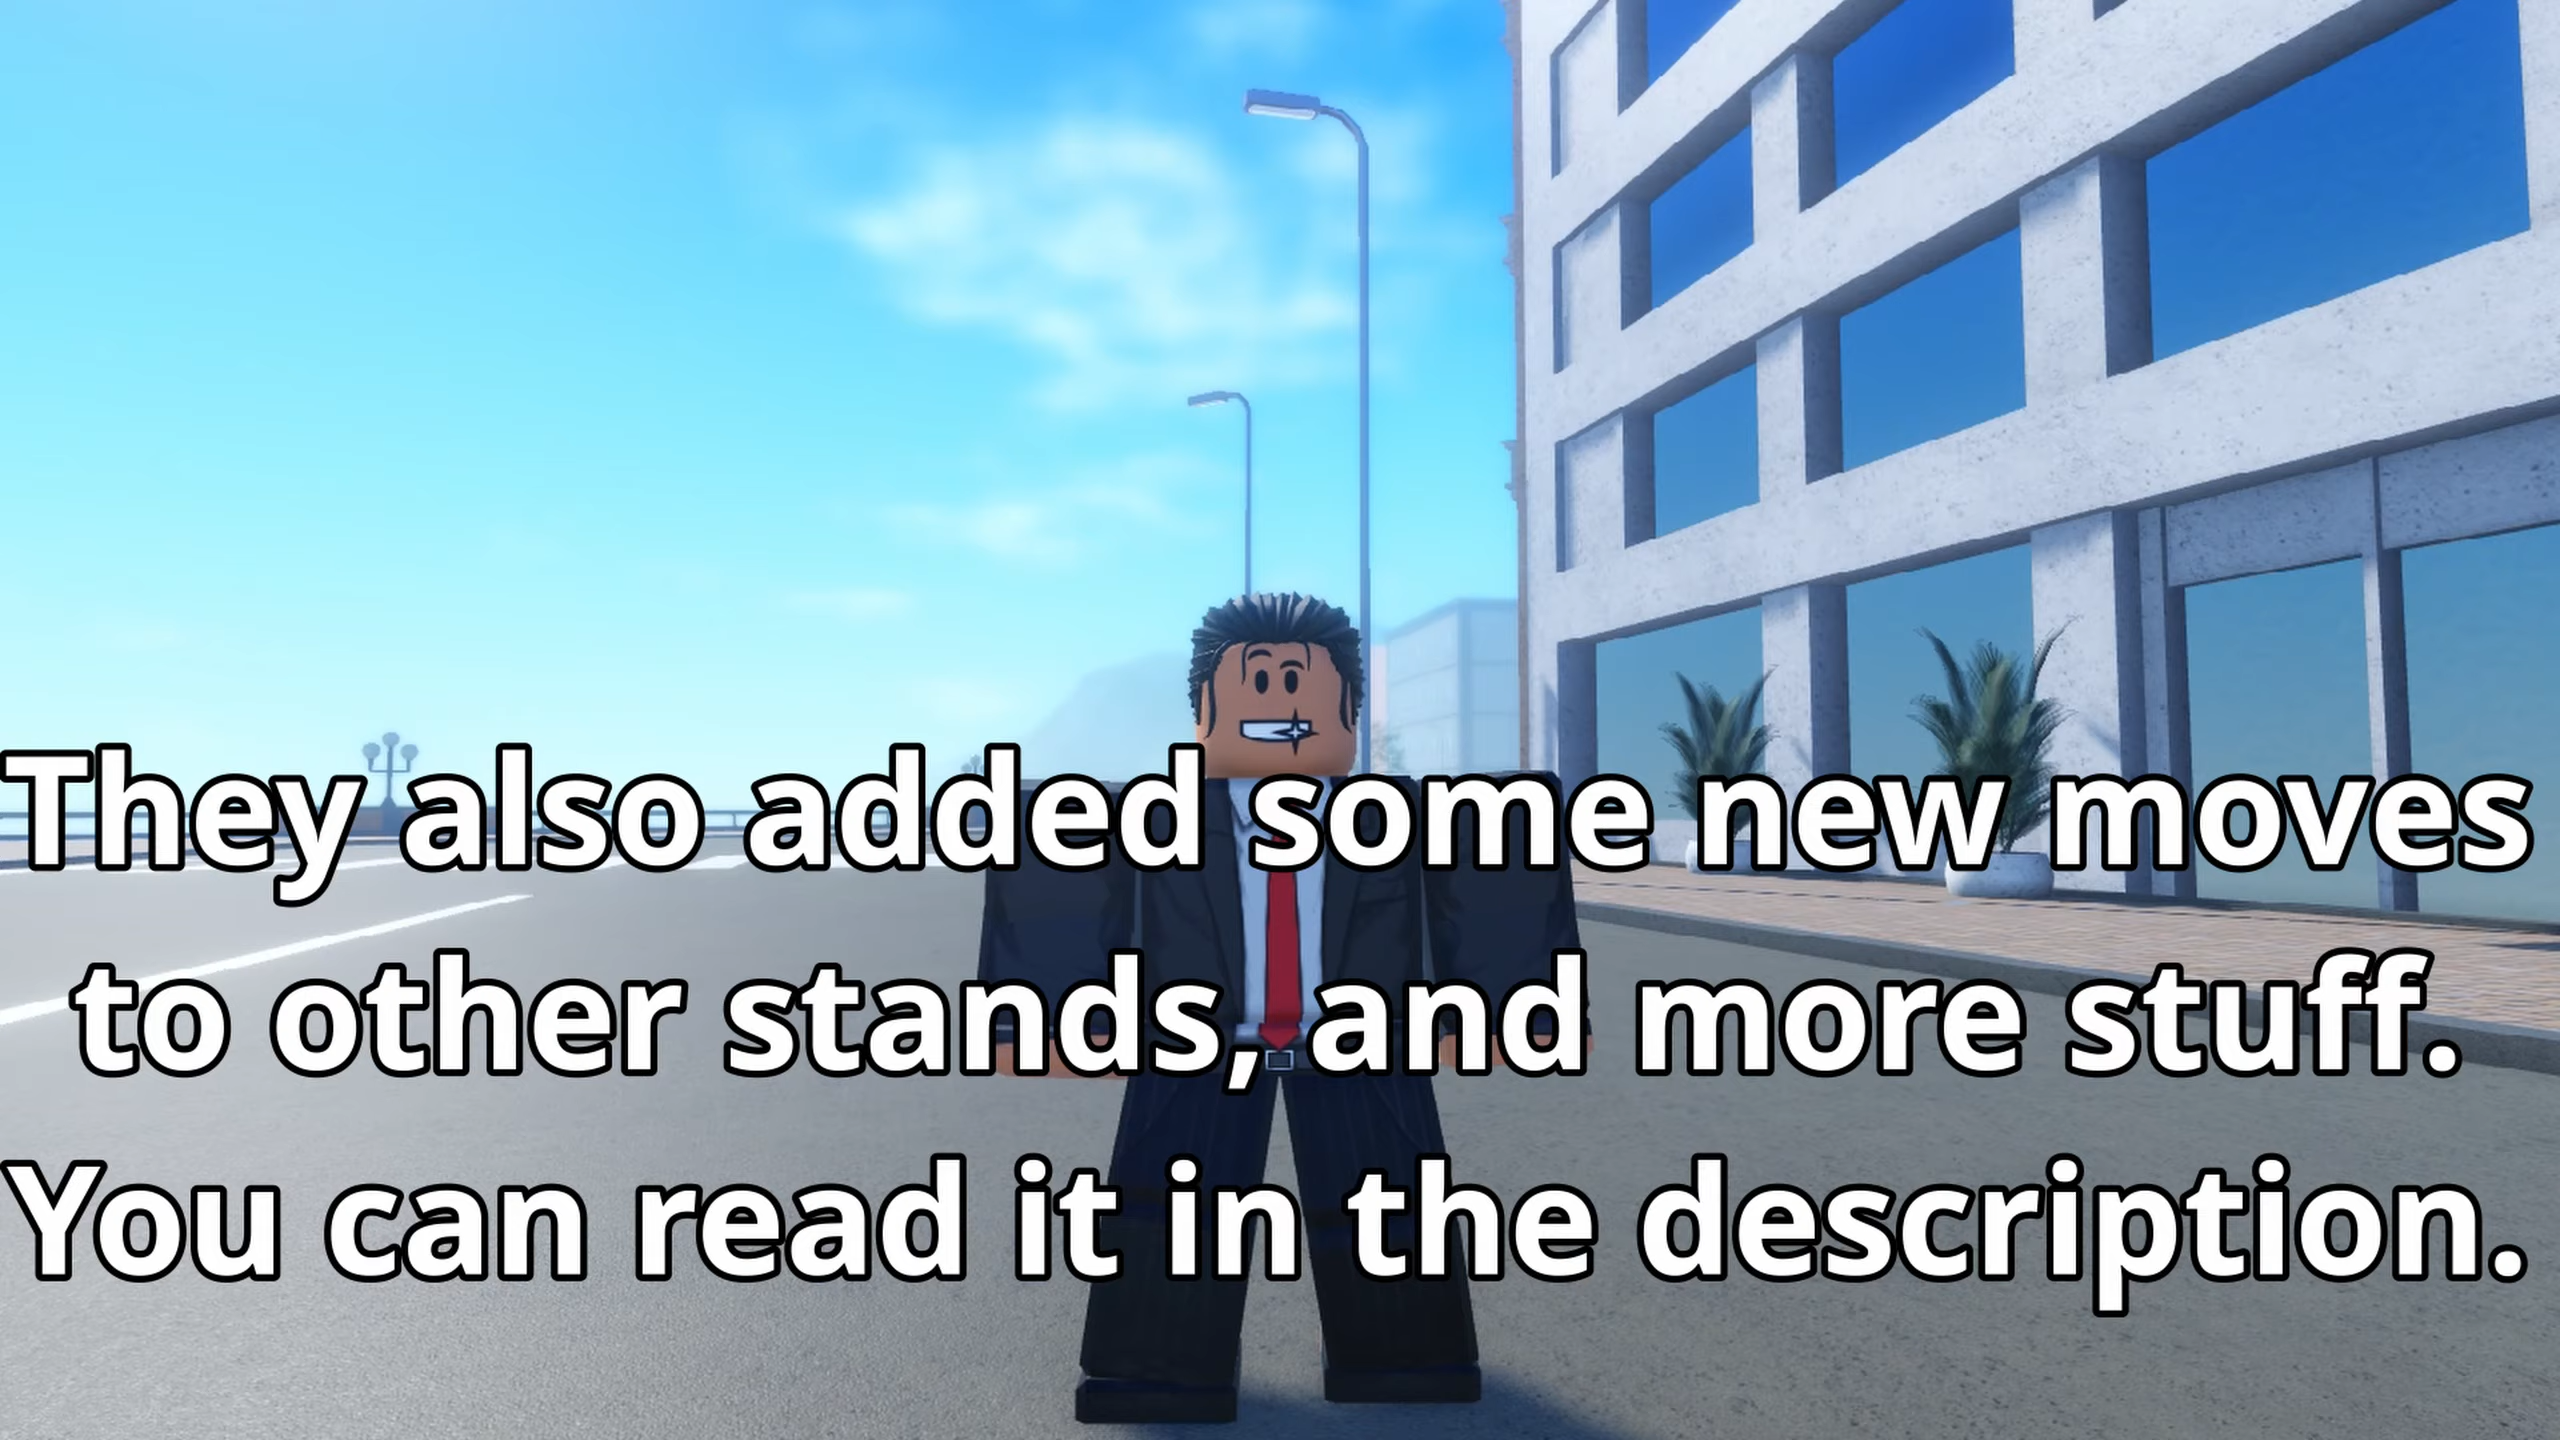 They also added some new moves
to other stands, and more stuff.
You can read it in the description.